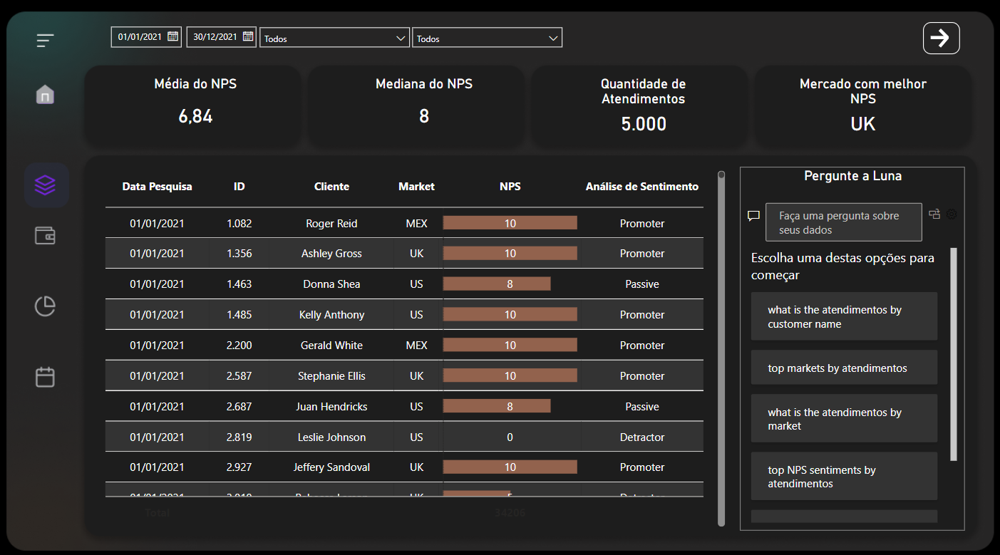 01/01/2021 30/12/2021 Todos Todos
Média do NPS
6,84
Mediana do NPS
8
Quantidade de
Atendimentos
5.000
Mercado com melhor
NPS
UK
Data Pesquisa ID Cliente Market NPS Análise de Sentimento
01/01/2021 1.082 Roger Reid MEX 10 Promoter
01/01/2021 1.356 Ashley Gross UK 10 Promoter
01/01/2021 1.463 Donna Shea US 8 Passive
01/01/2021 1.485 Kelly Anthony US 10 Promoter
01/01/2021 2.200 Gerald White MEX 10 Promoter
01/01/2021 2.587 Stephanie Ellis UK 10 Promoter
01/01/2021 2.687 Juan Hendricks US 8 Passive
01/01/2021 2.819 Leslie Johnson US 0 Detractor
01/01/2021 2.927 Jeffery Sandoval UK 10 Promoter
Total 34206
Pergunte a Luna
Faça uma pergunta sobre
seus dados
Escolha uma destas opções para
começar
what is the atendimentos by
customer name
top markets by atendimentos
what is the atendimentos by
market
top NPS sentiments by
atendimentos